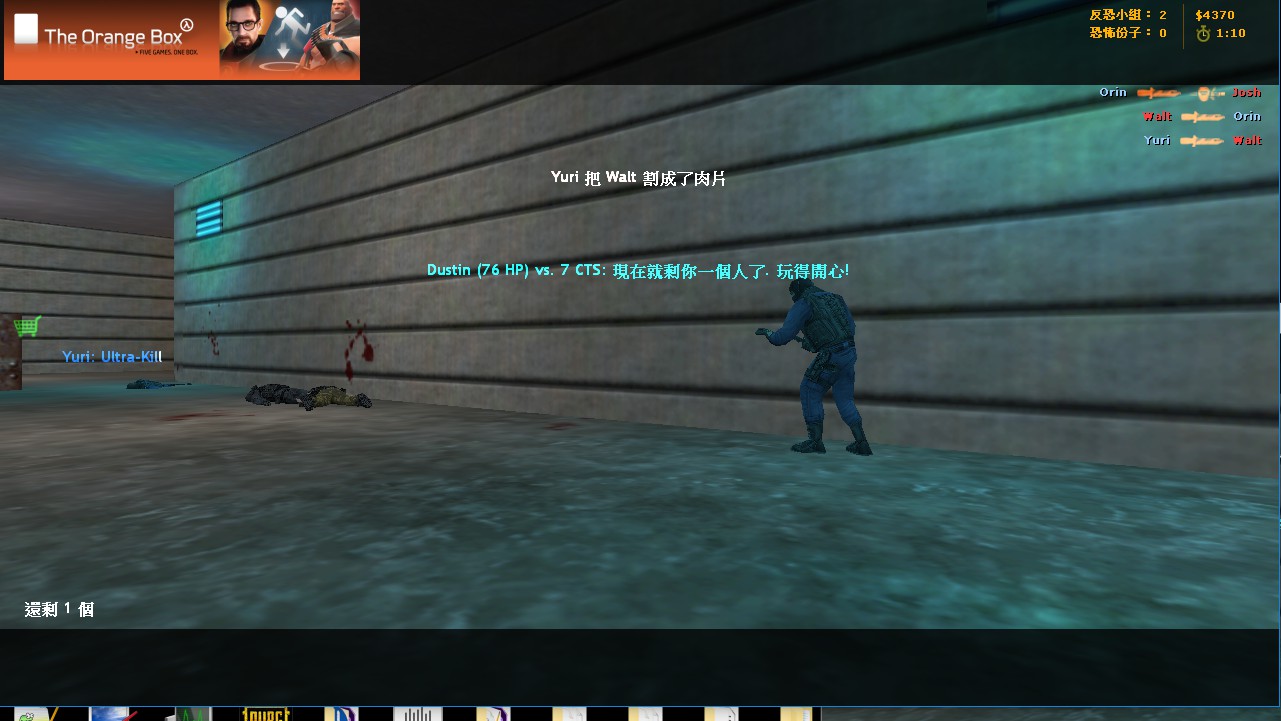 The Orange Box
• FIVE GAMES. ONE BOX.
反恐小組： 2
$4370
恐怖份子： 0
1:10
Orin Josh
Walt Orin
Yuri Walt
Yuri 把 Walt 割成了肉片
Dustin (76 HP) vs. 7 CTS: 現在就剩你一個人了. 玩得開心!
Yuri: Ultra-Kill
還剩 1 個